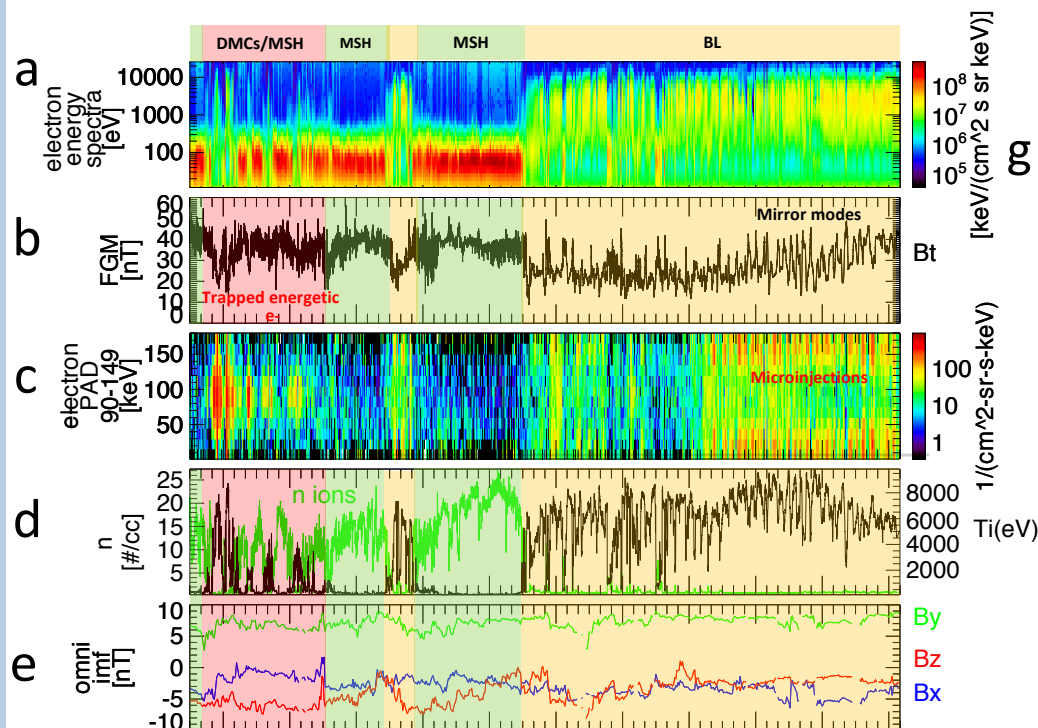 DMCs/MSH
MSH
MSH
BL
a
electron
energy
spectra
[eV]
10000
1000
100
10^8
10^7
10^6
10^5
[keV/(cm^2 s sr keV)]
g
b
FGM
[nT]
60
50
40
30
20
10
0
Mirror modes
Trapped energetic
e-
Bt
c
electron
PAD
90-149
[keV]
150
100
50
Microinjections
100
10
1
1/(cm^2-sr-s-keV)
d
n
[#/cc]
25
20
15
10
5
n ions
8000
6000
4000
2000
Ti(eV)
e
omni
imf
[nT]
10
5
0
-5
-10
By
Bz
Bx